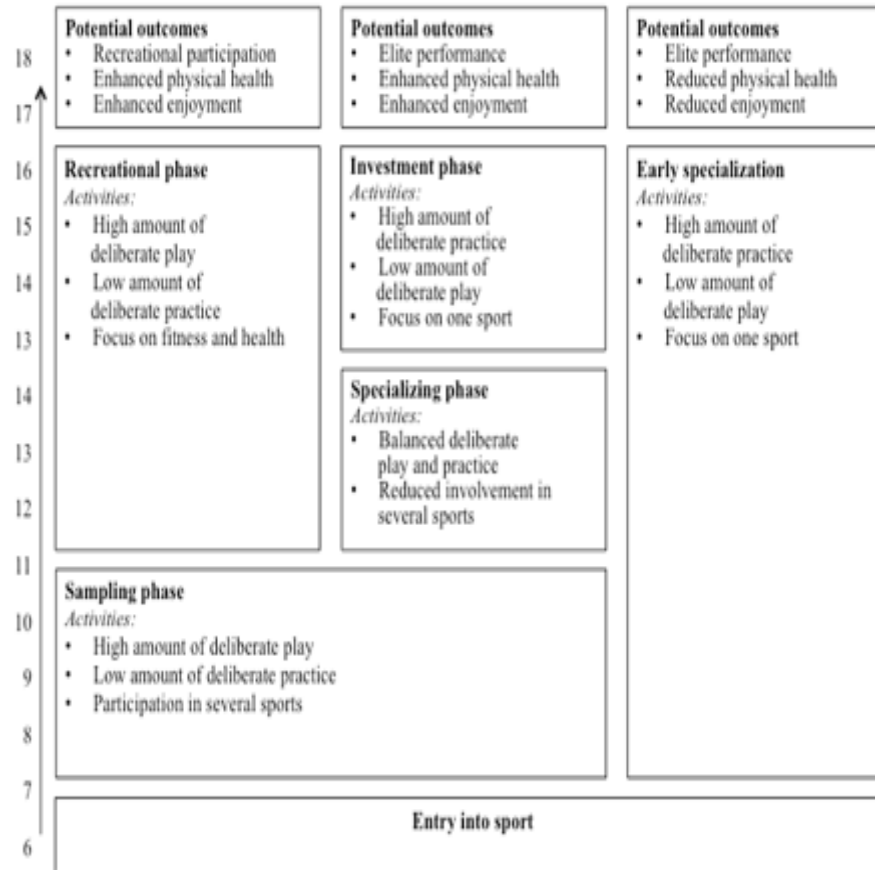 18
17
16
15
14
13
14
13
12
11
10
9
8
7
6
Potential outcomes
• Recreational participation
• Enhanced physical health
• Enhanced enjoyment
Potential outcomes
• Elite performance
• Enhanced physical health
• Enhanced enjoyment
Potential outcomes
• Elite performance
• Reduced physical health
• Reduced enjoyment
Recreational phase
Activities:
• High amount of
deliberate play
• Low amount of
deliberate practice
• Focus on fitness and health
Investment phase
Activities:
• High amount of
deliberate practice
• Low amount of
deliberate play
• Focus on one sport
Early specialization
Activities:
• High amount of
deliberate practice
• Low amount of
deliberate play
• Focus on one sport
Specializing phase
Activities:
• Balanced deliberate
play and practice
• Reduced involvement in
several sports
Sampling phase
Activities:
• High amount of deliberate play
• Low amount of deliberate practice
• Participation in several sports
Entry into sport